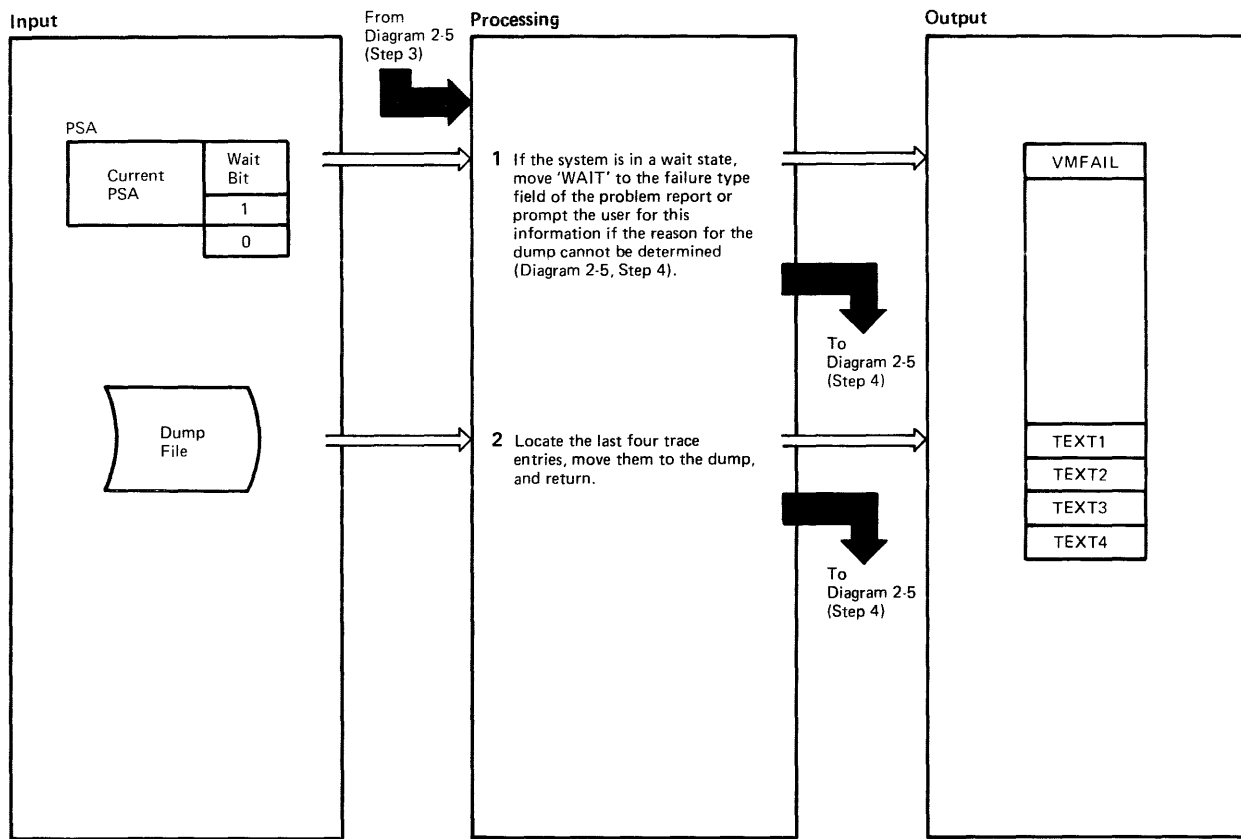 Input
From
Diagram 2-5
(Step 3)
Processing
Output
PSA
Current
PSA
Wait
Bit
1
0
1 If the system is in a wait state,
move 'WAIT' to the failure type
field of the problem report or
prompt the user for this
information if the reason for the
dump cannot be determined
(Diagram 2-5, Step 4).
VMFAIL
To
Diagram 2-5
(Step 4)
Dump
File
2 Locate the last four trace
entries, move them to the dump,
and return.
TEXT1
TEXT2
TEXT3
TEXT4
To
Diagram 2-5
(Step 4)